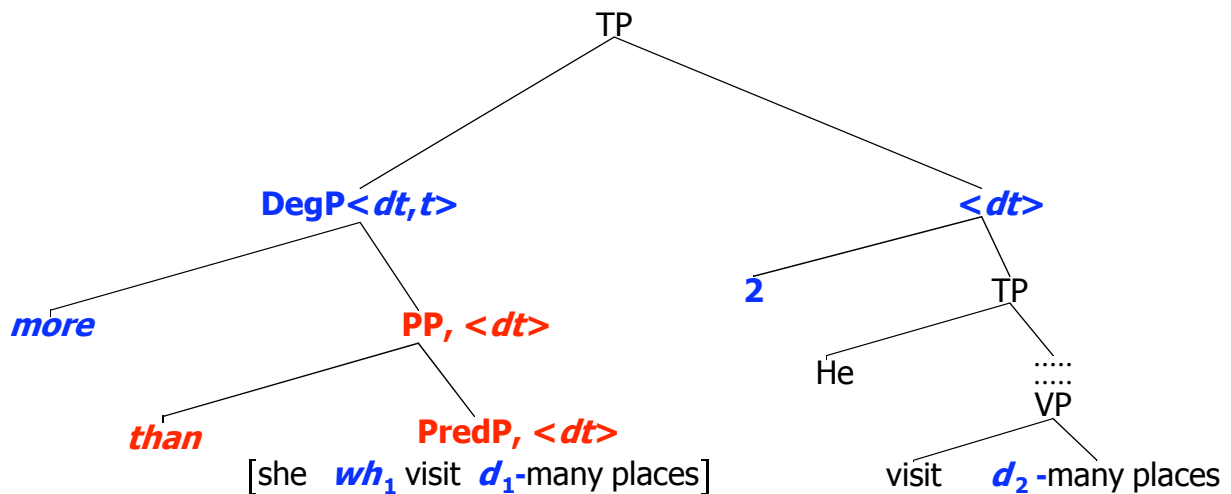 TP
DegP<dt,t> <dt>
more PP, <dt> 2 TP
than PredP, <dt> He .....
.....
VP
[she wh₁ visit d₁-many places] visit d₂-many places